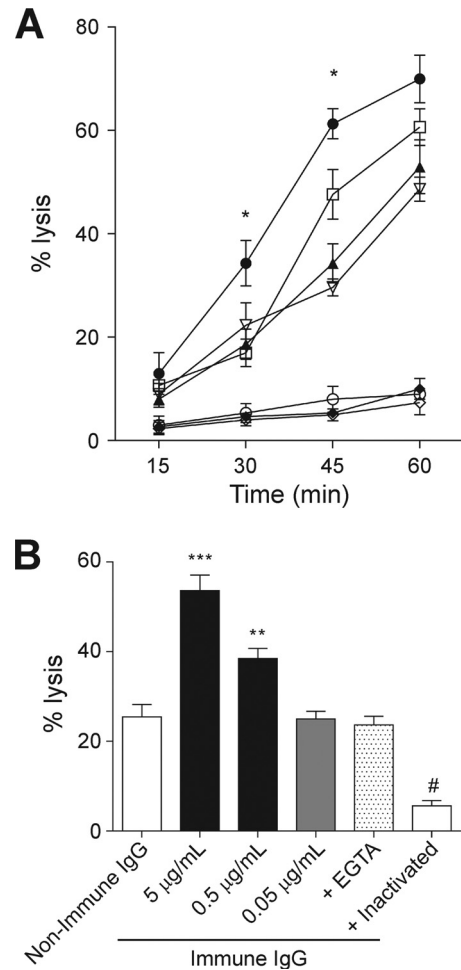 A
80
*
60
*
% lysis
40
20
0
15 30 45 60
Time (min)
B
60
***
**
% lysis
40
20
#
0
Non-Immune IgG
5 µg/mL
0.5 µg/mL
0.05 µg/mL
+ EGTA
+ Inactivated
Immune IgG